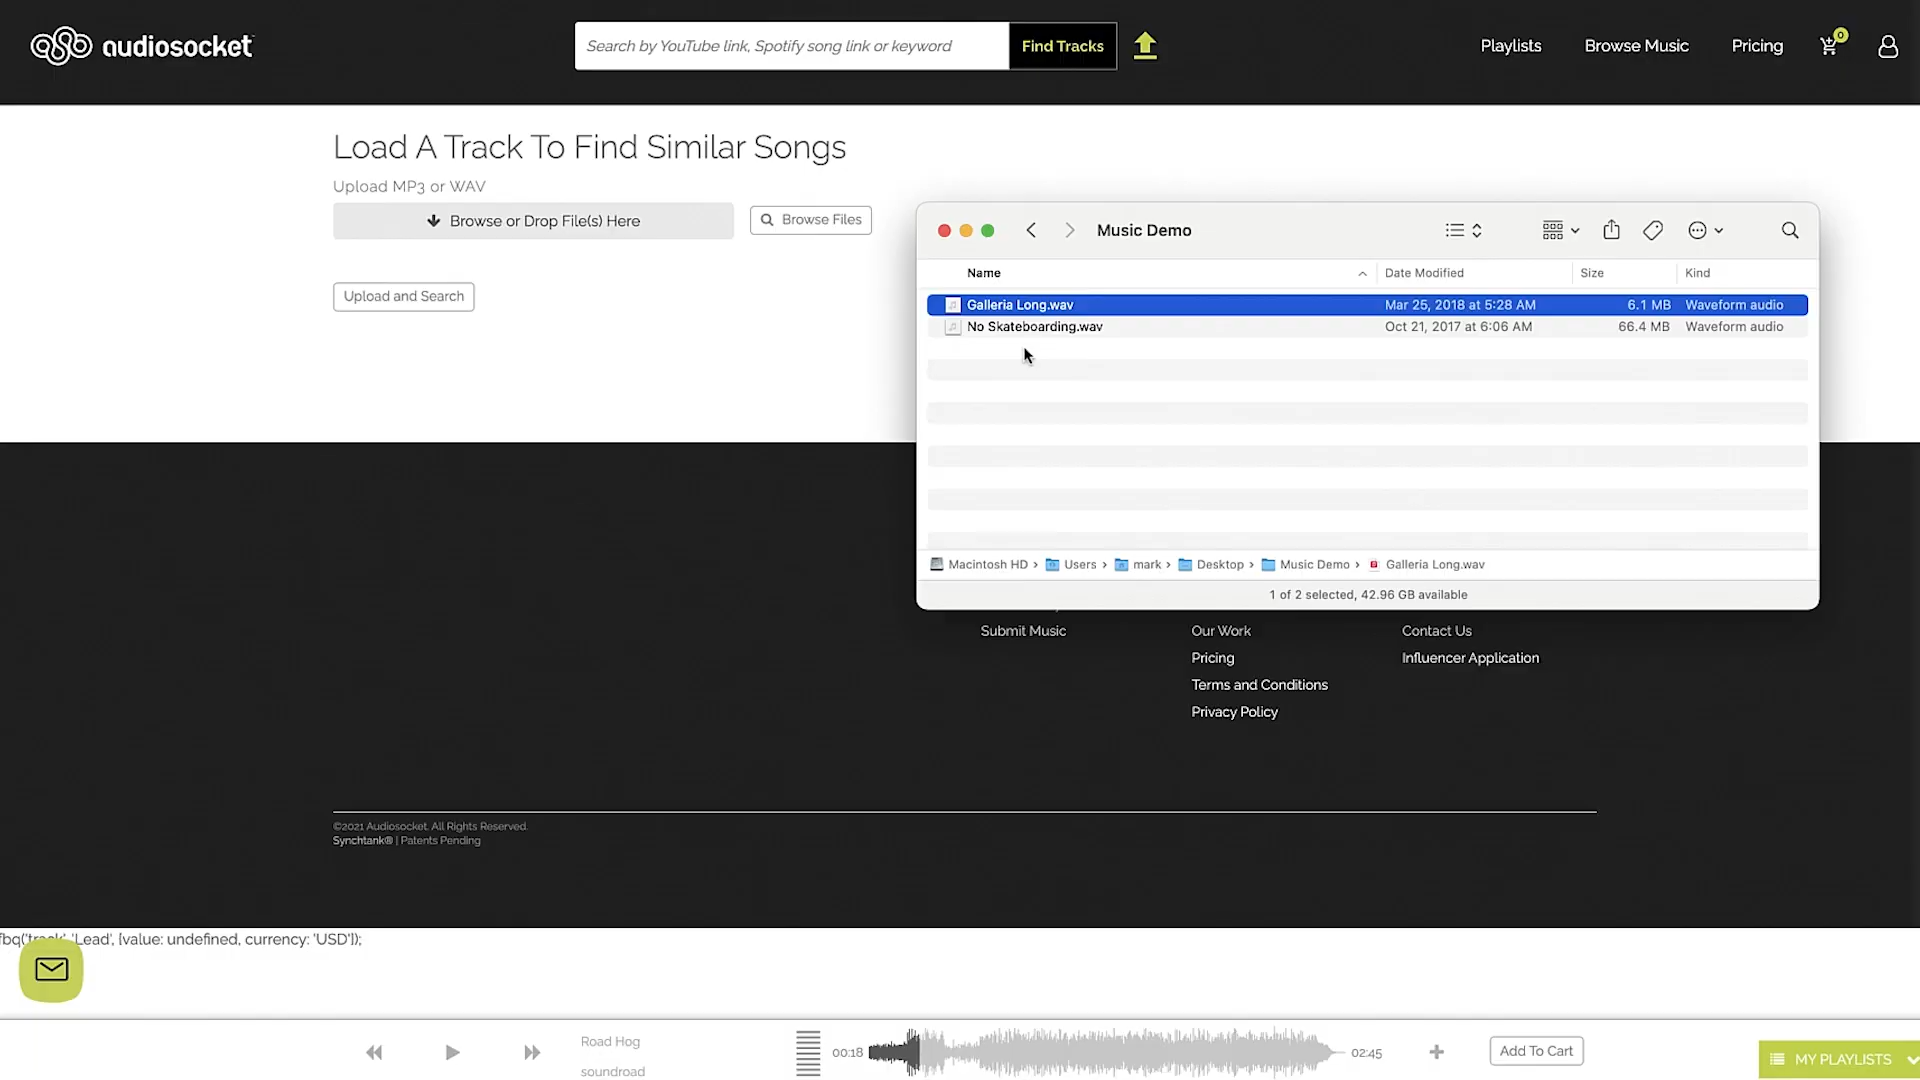 audiosocket
Search by YouTube link, Spotify song link or keyword
Find Tracks
Playlists
Browse Music
Pricing
0
Load A Track To Find Similar Songs
Upload MP3 or WAV
Browse or Drop File(s) Here
Browse Files
Upload and Search
Music Demo
Name
Date Modified
Size
Kind
Galleria Long.wav
Mar 25, 2018 at 5:28 AM
6.1 MB
Waveform audio
No Skateboarding.wav
Oct 21, 2017 at 6:06 AM
66.4 MB
Waveform audio
Macintosh HD › Users › mark › Desktop › Music Demo › Galleria Long.wav
1 of 2 selected, 42.96 GB available
Submit Music
Our Work
Pricing
Terms and Conditions
Privacy Policy
Contact Us
Influencer Application
©2021 Audiosocket. All Rights Reserved.
Synchtank® | Patents Pending
fbq('track', 'Lead', {value: undefined, currency: 'USD'});
Road Hog
soundroad
00:18
02:45
Add To Cart
MY PLAYLISTS